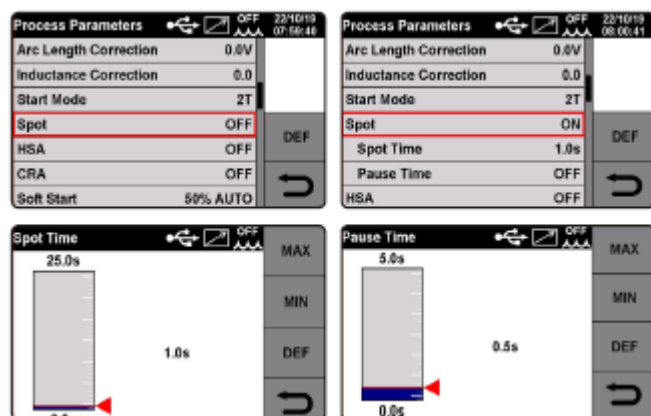 Process Parameters OFF 22/10/19 07:59:40
Arc Length Correction 0.0V
Inductance Correction 0.0
Start Mode 2T
Spot OFF
HSA OFF
CRA OFF
Soft Start 50% AUTO
DEF
Process Parameters OFF 22/10/19 08:00:41
Arc Length Correction 0.0V
Inductance Correction 0.0
Start Mode 2T
Spot ON
Spot Time 1.0s
Pause Time OFF
HSA OFF
DEF
Spot Time OFF
25.0s
1.0s
MAX
MIN
DEF
Pause Time OFF
5.0s
0.5s
0.0s
MAX
MIN
DEF